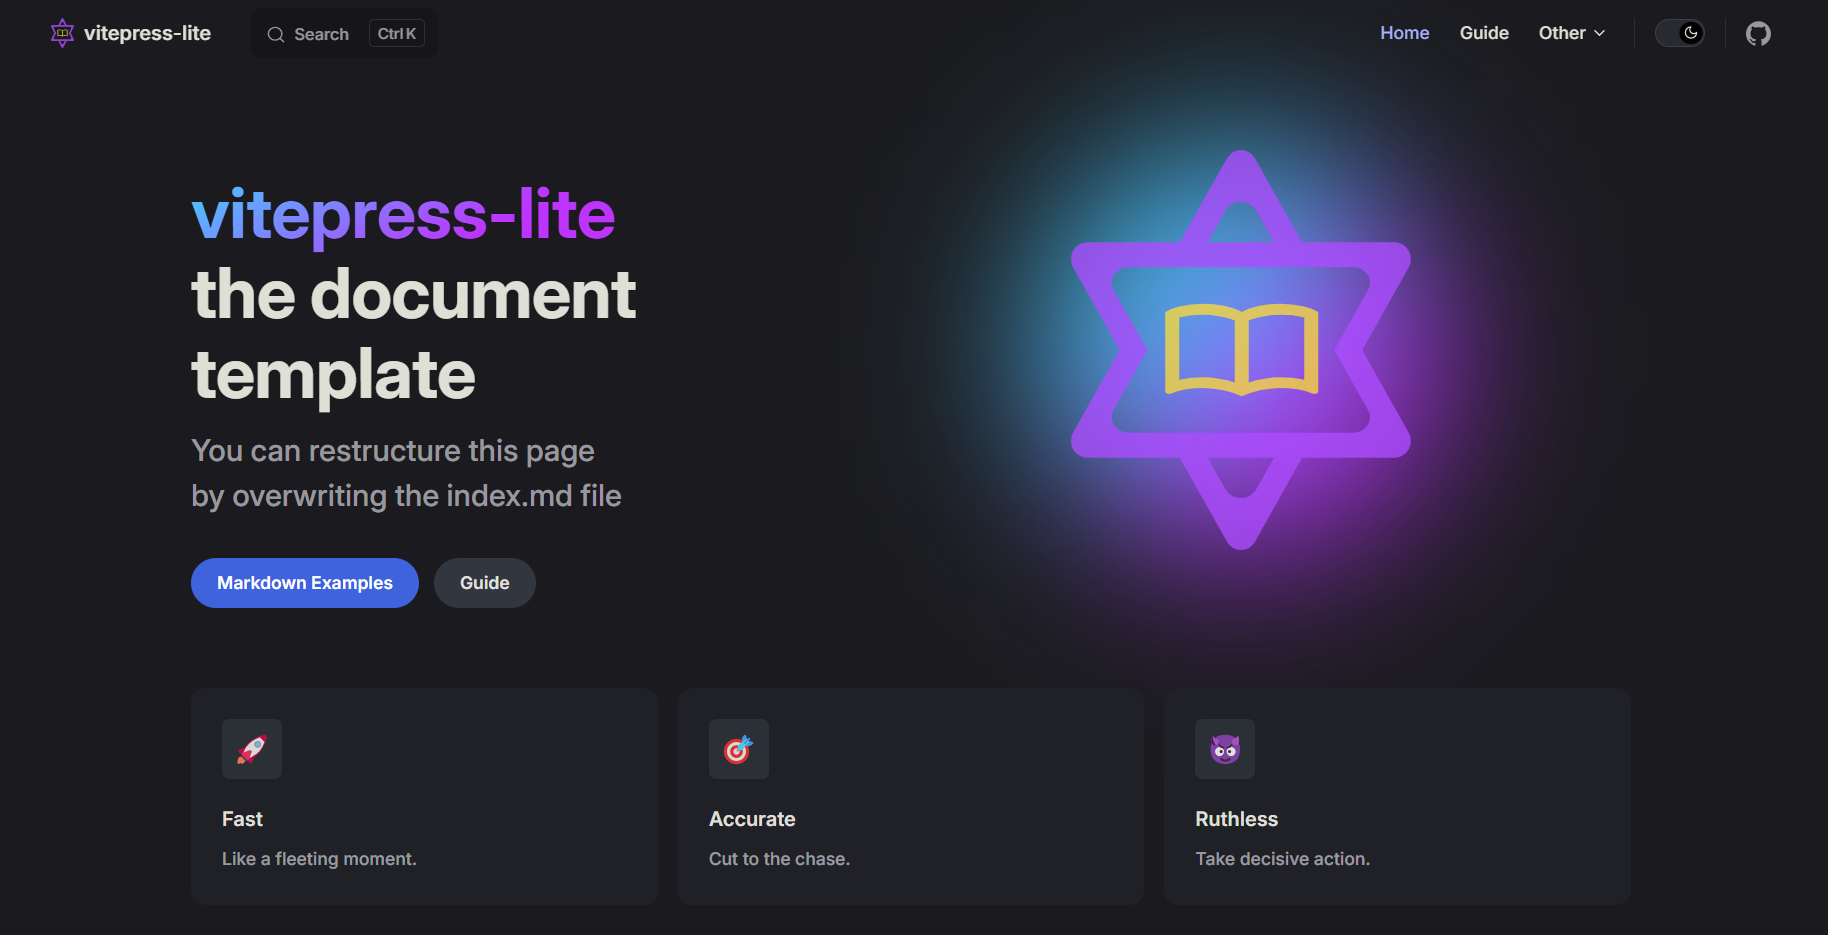 vitepress-lite
Search
Ctrl K
Home
Guide
Other
vitepress-lite
the document
template
You can restructure this page
by overwriting the index.md file
Markdown Examples
Guide
Fast
Like a fleeting moment.
Accurate
Cut to the chase.
Ruthless
Take decisive action.